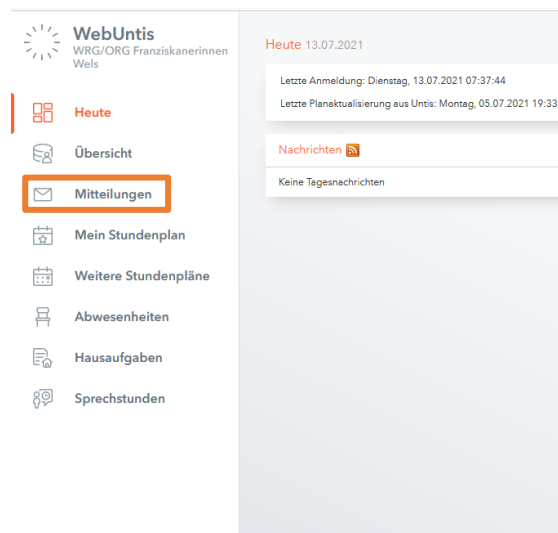 WebUntis
WRG/ORG Franziskanerinnen
Wels
Heute
Übersicht
Mitteilungen
Mein Stundenplan
Weitere Stundenpläne
Abwesenheiten
Hausaufgaben
Sprechstunden
Heute 13.07.2021
Letzte Anmeldung: Dienstag, 13.07.2021 07:37:44
Letzte Planaktualisierung aus Untis: Montag, 05.07.2021 19:33
Nachrichten
Keine Tagesnachrichten